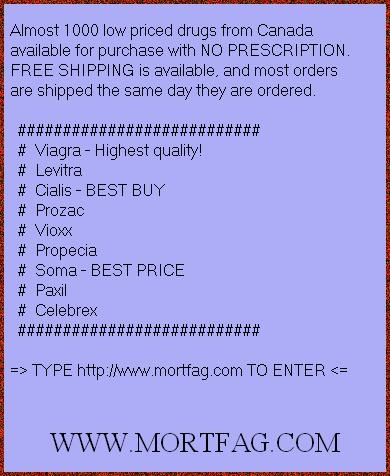 Almost 1000 low priced drugs from Canada
available for purchase with NO PRESCRIPTION.
FREE SHIPPING is available, and most orders
are shipped the same day they are ordered.
###########################
# Viagra - Highest quality!
# Levitra
# Cialis - BEST BUY
# Prozac
# Vioxx
# Propecia
# Soma - BEST PRICE
# Paxil
# Celebrex
###########################
=> TYPE http://www.mortfag.com TO ENTER <=
WWW.MORTFAG.COM